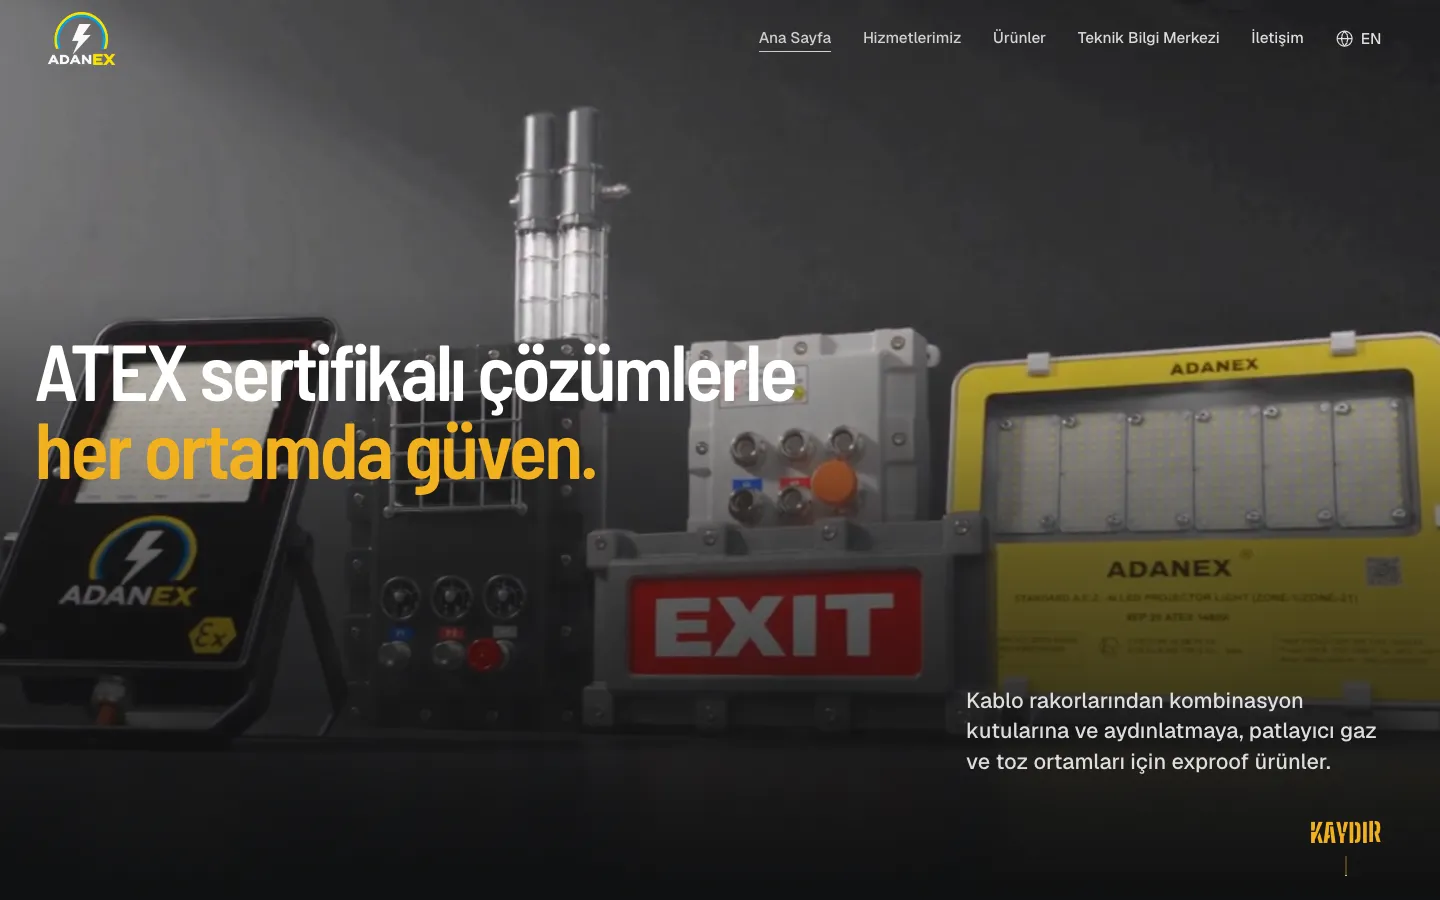 ADANEX
Ana Sayfa
Hizmetlerimiz
Ürünler
Teknik Bilgi Merkezi
İletişim
EN
ATEX sertifikalı çözümlerle
her ortamda güven.
ADANEX
ADANEX
Ex
EXIT
ADANEX
Kablo rakorlarından kombinasyon
kutularına ve aydınlatmaya, patlayıcı gaz
ve toz ortamları için exproof ürünler.
KAYDIR